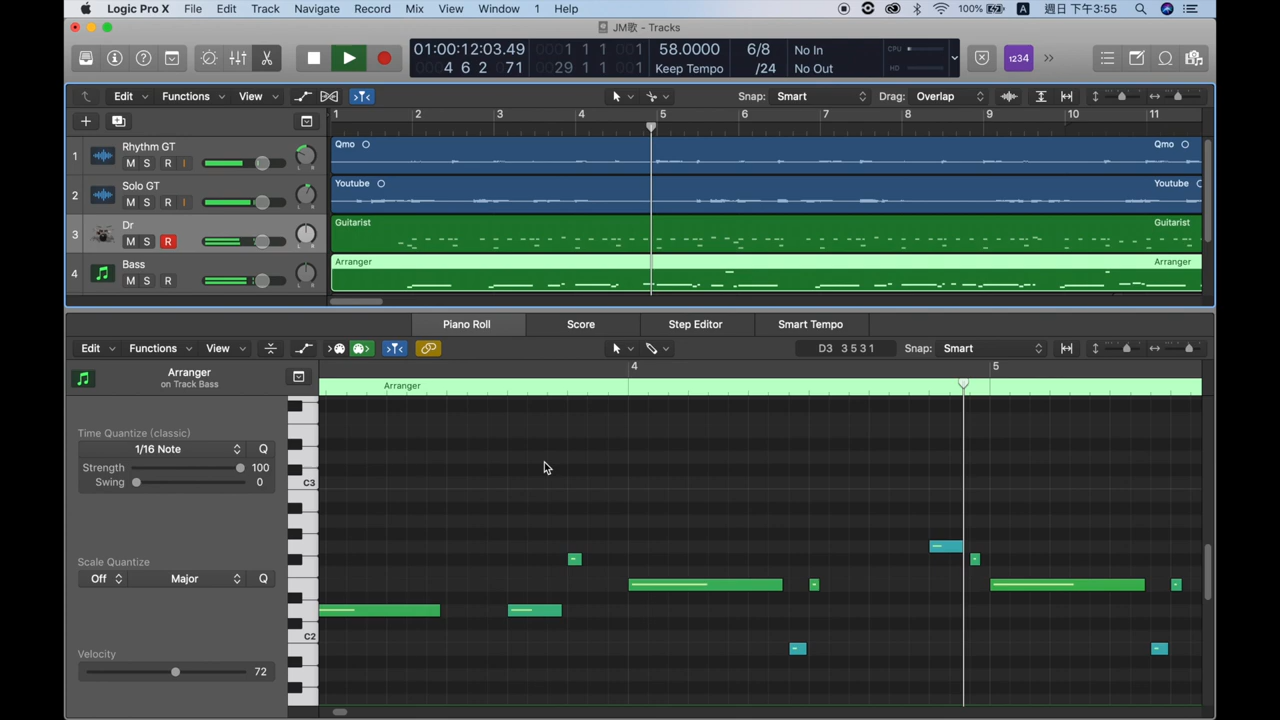 Logic Pro X File Edit Track Navigate Record Mix View Window 1 Help 100% A 週日下午3:55
JM歌 - Tracks
01:00:12:03.49 0001 1 1 001 58.0000 6/8 No In CPU
0004 6 2 071 0029 1 1 001 Keep Tempo /24 No Out HD
1234
Edit Functions View Snap: Smart Drag: Overlap
1 2 3 4 5 6 7 8 9 10 11
1 Rhythm GT Qmo Qmo
M S R I L R
2 Solo GT Youtube Youtube
M S R I L R
3 Dr Guitarist Guitarist
M S R L R
4 Bass Arranger Arranger
M S R L R
Piano Roll Score Step Editor Smart Tempo
Edit Functions View D3 3 5 3 1 Snap: Smart
Arranger
on Track Bass
4 5
Arranger
Time Quantize (classic)
1/16 Note Q
Strength 100
Swing 0
C3
Scale Quantize
Off Major Q
C2
Velocity
72